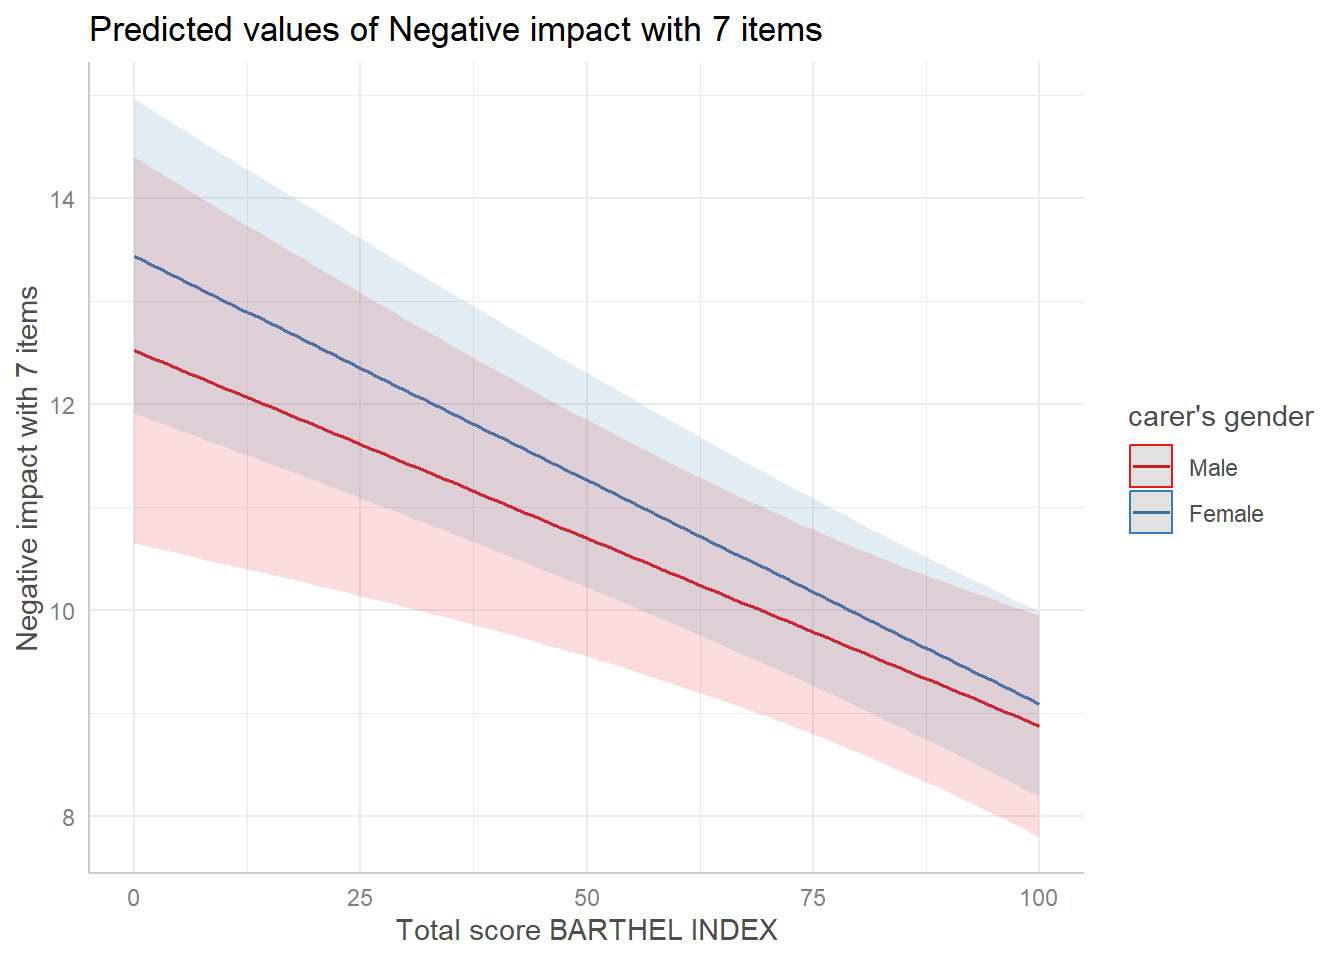 Predicted values of Negative impact with 7 items
Negative impact with 7 items
14
12
10
8
0 25 50 75 100
Total score BARTHEL INDEX
carer's gender
Male
Female